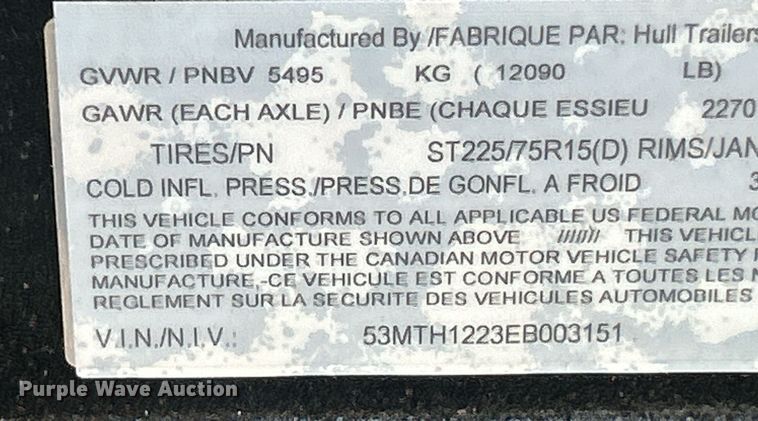 Manufactured By /FABRIQUE PAR: Hull Trailers
GVWR / PNBV 5495 KG ( 12090 LB)
GAWR (EACH AXLE) / PNBE (CHAQUE ESSIEU 2270
TIRES/PN ST225/75R15(D) RIMS/JAN
COLD INFL. PRESS./PRESS.DE GONFL. A FROID 3
THIS VEHICLE CONFORMS TO ALL APPLICABLE US FEDERAL MO
DATE OF MANUFACTURE SHOWN ABOVE /////// THIS VEHICL
PRESCRIBED UNDER THE CANADIAN MOTOR VEHICLE SAFETY
MANUFACTURE.-CE VEHICULE EST CONFORME A TOUTES LES N
REGLEMENT SUR LA SECURITE DES VEHICULES AUTOMOBILES
V.I.N./N.I.V.: 53MTH1223EB003151
Purple Wave Auction